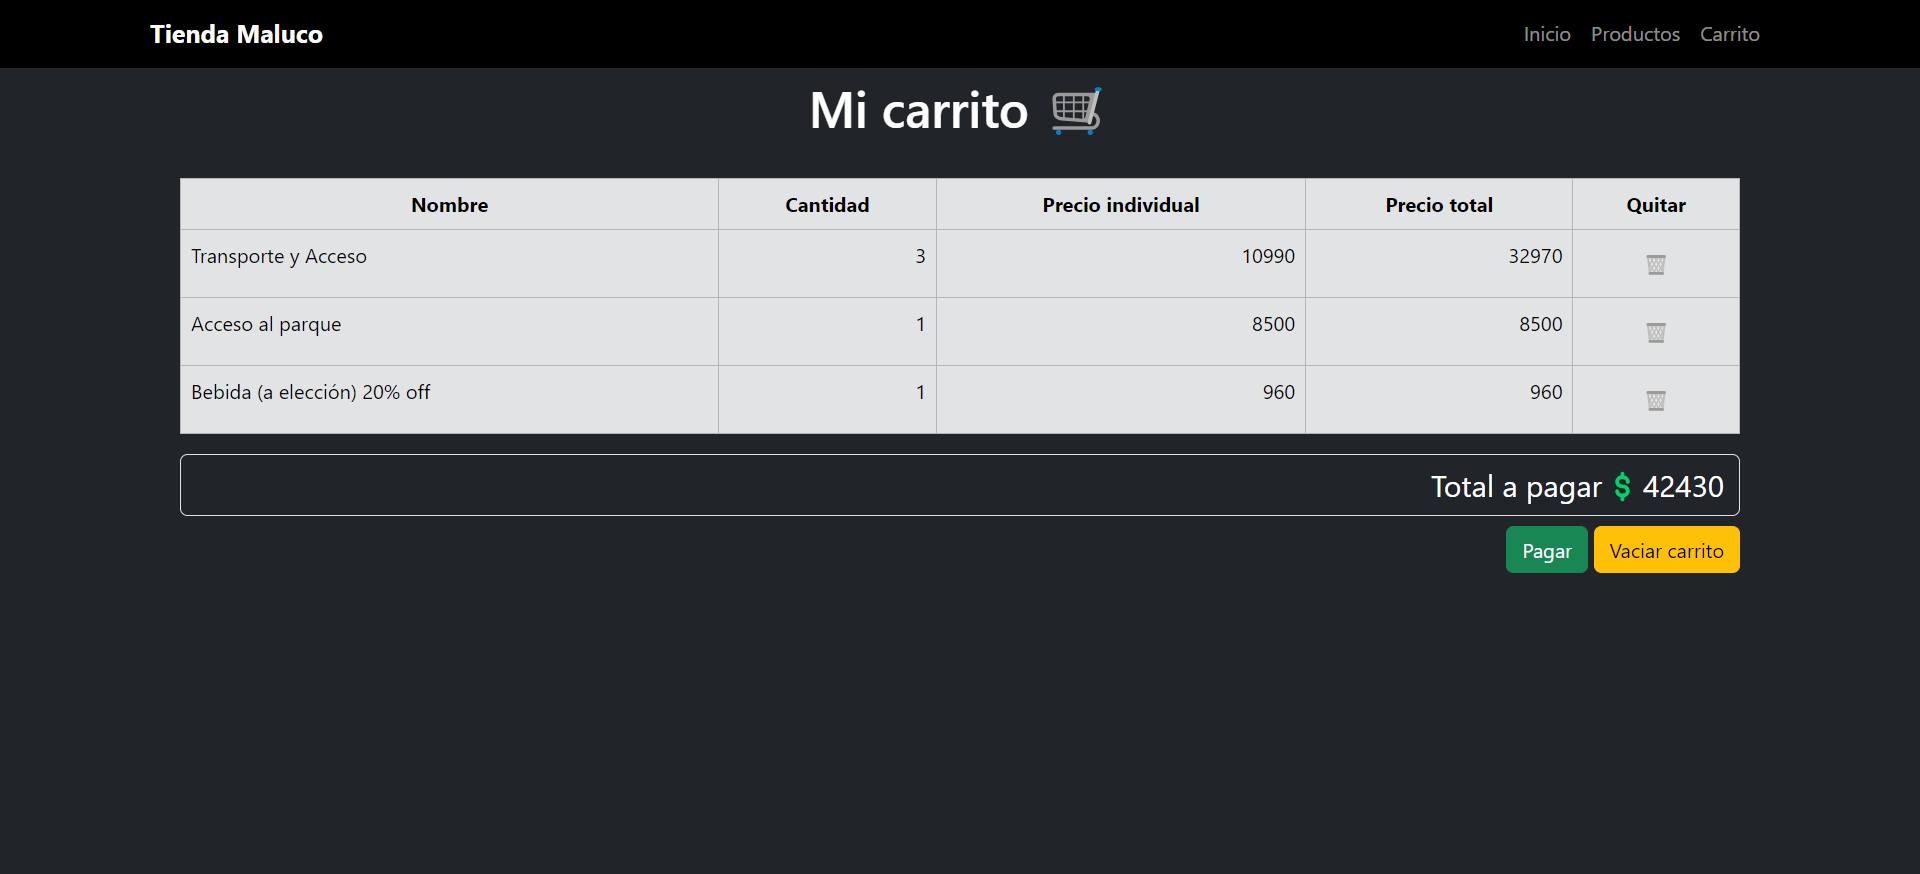 Tienda Maluco
Inicio Productos Carrito
Mi carrito
Nombre Cantidad Precio individual Precio total Quitar
Transporte y Acceso 3 10990 32970
Acceso al parque 1 8500 8500
Bebida (a elección) 20% off 1 960 960
Total a pagar $ 42430
Pagar Vaciar carrito